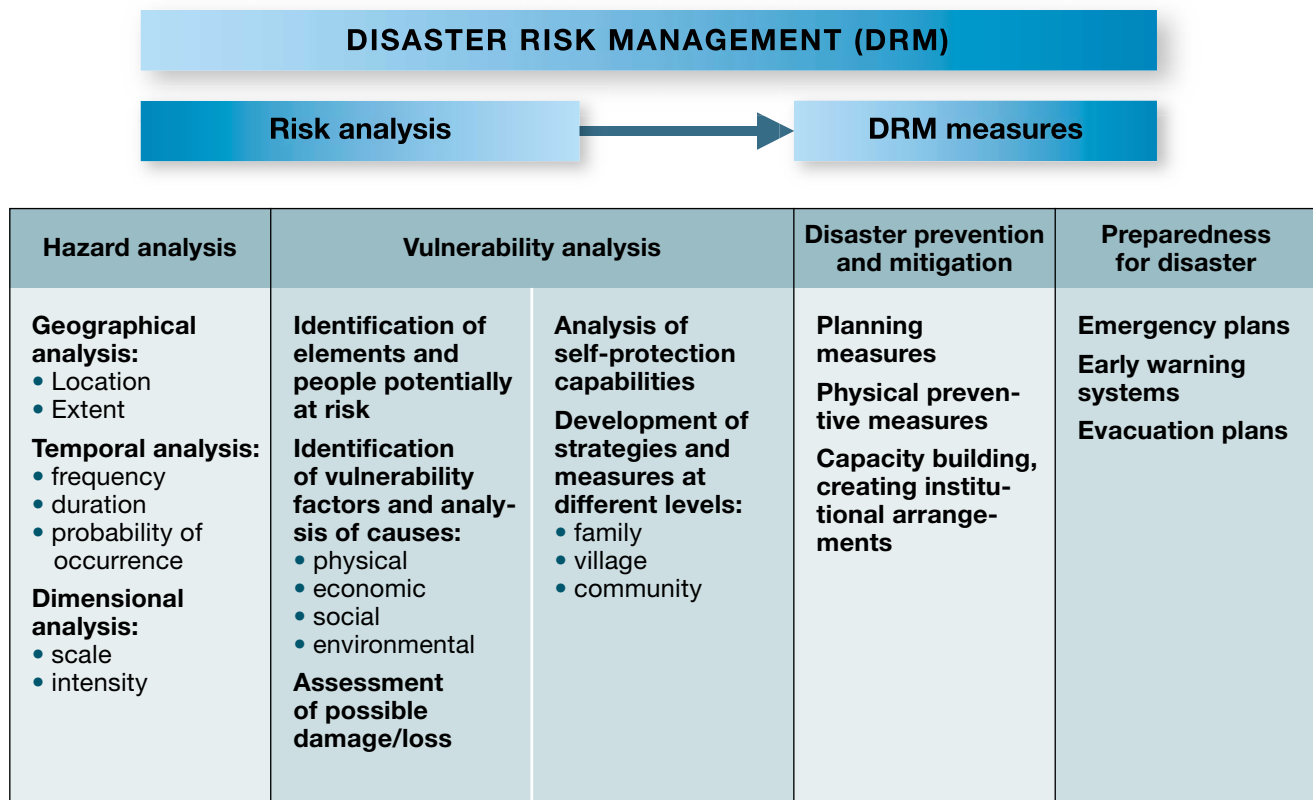 DISASTER RISK MANAGEMENT (DRM)
Risk analysis
DRM measures
Hazard analysis
Geographical
analysis:
• Location
• Extent
Temporal analysis:
• frequency
• duration
• probability of
occurrence
Dimensional
analysis:
• scale
• intensity
Vulnerability analysis
Identification of
elements and
people potentially
at risk
Identification
of vulnerability
factors and analy-
sis of causes:
• physical
• economic
• social
• environmental
Assessment
of possible
damage/loss
Analysis of
self-protection
capabilities
Development of
strategies and
measures at
different levels:
• family
• village
• community
Disaster prevention
and mitigation
Planning
measures
Physical preven-
tive measures
Capacity building,
creating institu-
tional arrange-
ments
Preparedness
for disaster
Emergency plans
Early warning
systems
Evacuation plans